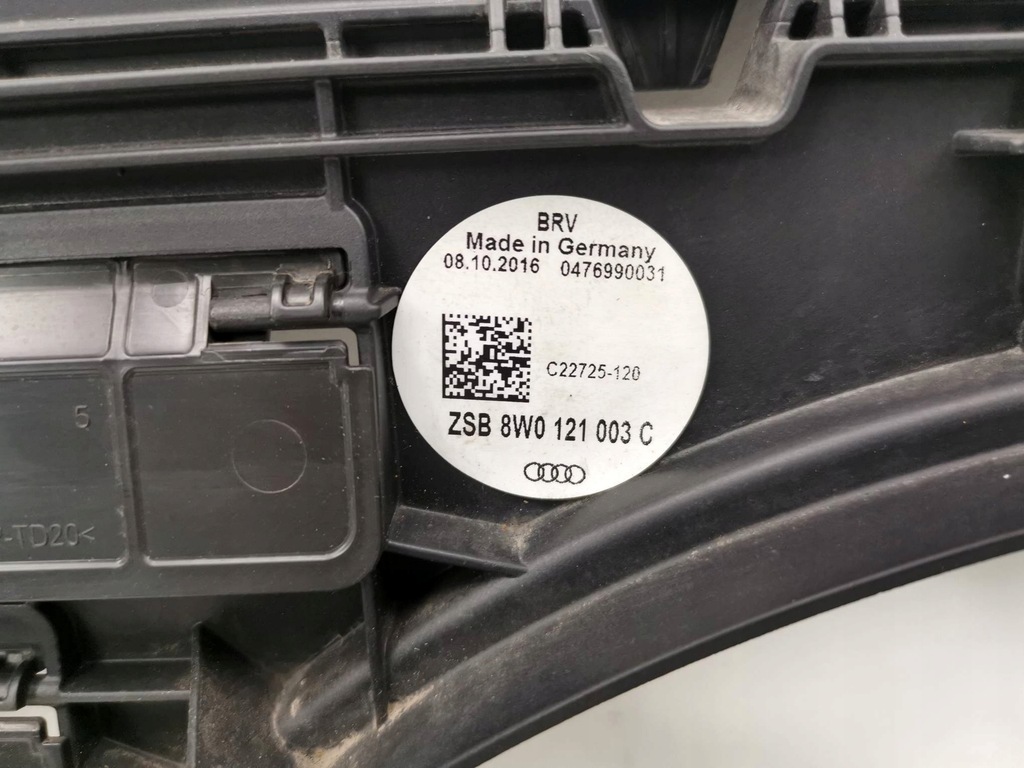 BRV
Made in Germany
08.10.2016 0476990031
C22725-120
ZSB 8W0 121 003 C
5
-TD20<